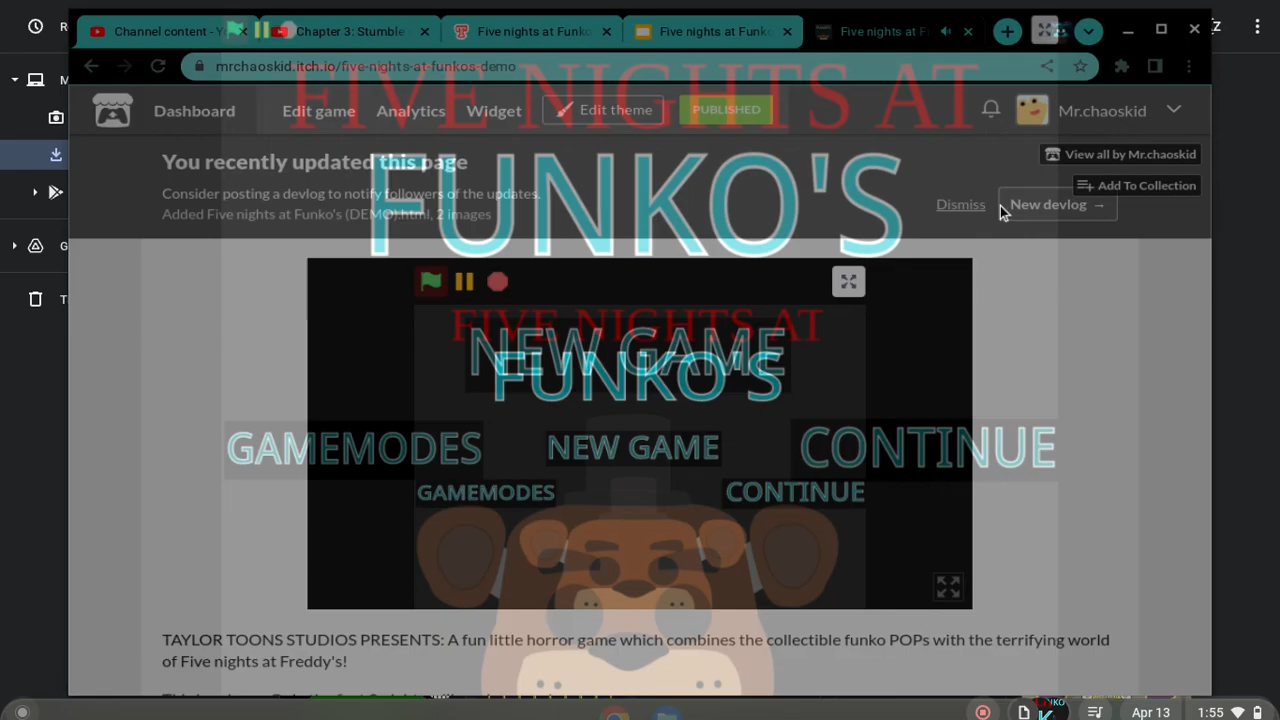 Channel content - Y
Chapter 3: Stumble
Five nights at Funko
Five nights at Funko
Five nights at F
mrchaoskid.itch.io/five-nights-at-funkos-demo
FIVE NIGHTS AT
FUNKO'S
Dashboard
Edit game
Analytics
Widget
Edit theme
PUBLISHED
Mr.chaoskid
You recently updated this page
Consider posting a devlog to notify followers of the updates.
Added Five nights at Funko's (DEMO).html, 2 images
View all by Mr.chaoskid
Add To Collection
Dismiss
New devlog →
FIVE NIGHTS AT
NEW GAME
FUNKO'S
GAMEMODES
NEW GAME
CONTINUE
GAMEMODES
CONTINUE
TAYLOR TOONS STUDIOS PRESENTS: A fun little horror game which combines the collectible funko POPs with the terrifying world
of Five nights at Freddy's!
Apr 13
1:55